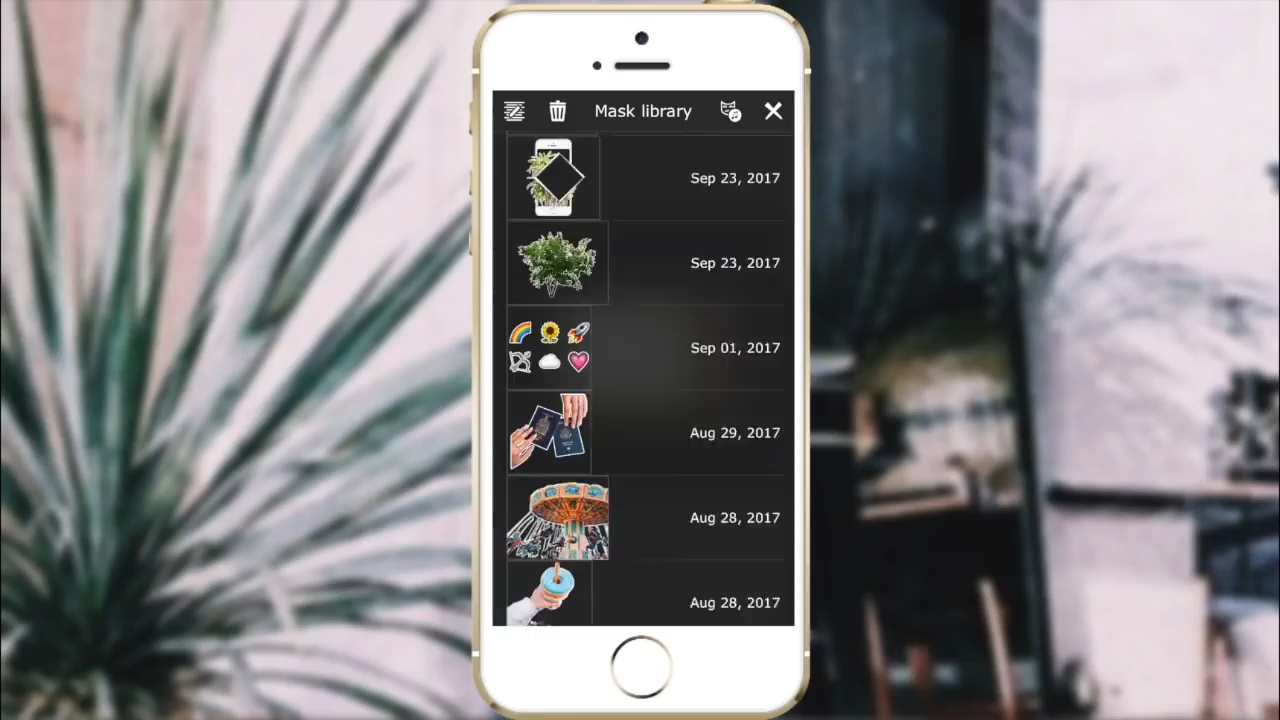 Mask library
Sep 23, 2017
Sep 23, 2017
Sep 01, 2017
Aug 29, 2017
Aug 28, 2017
Aug 28, 2017